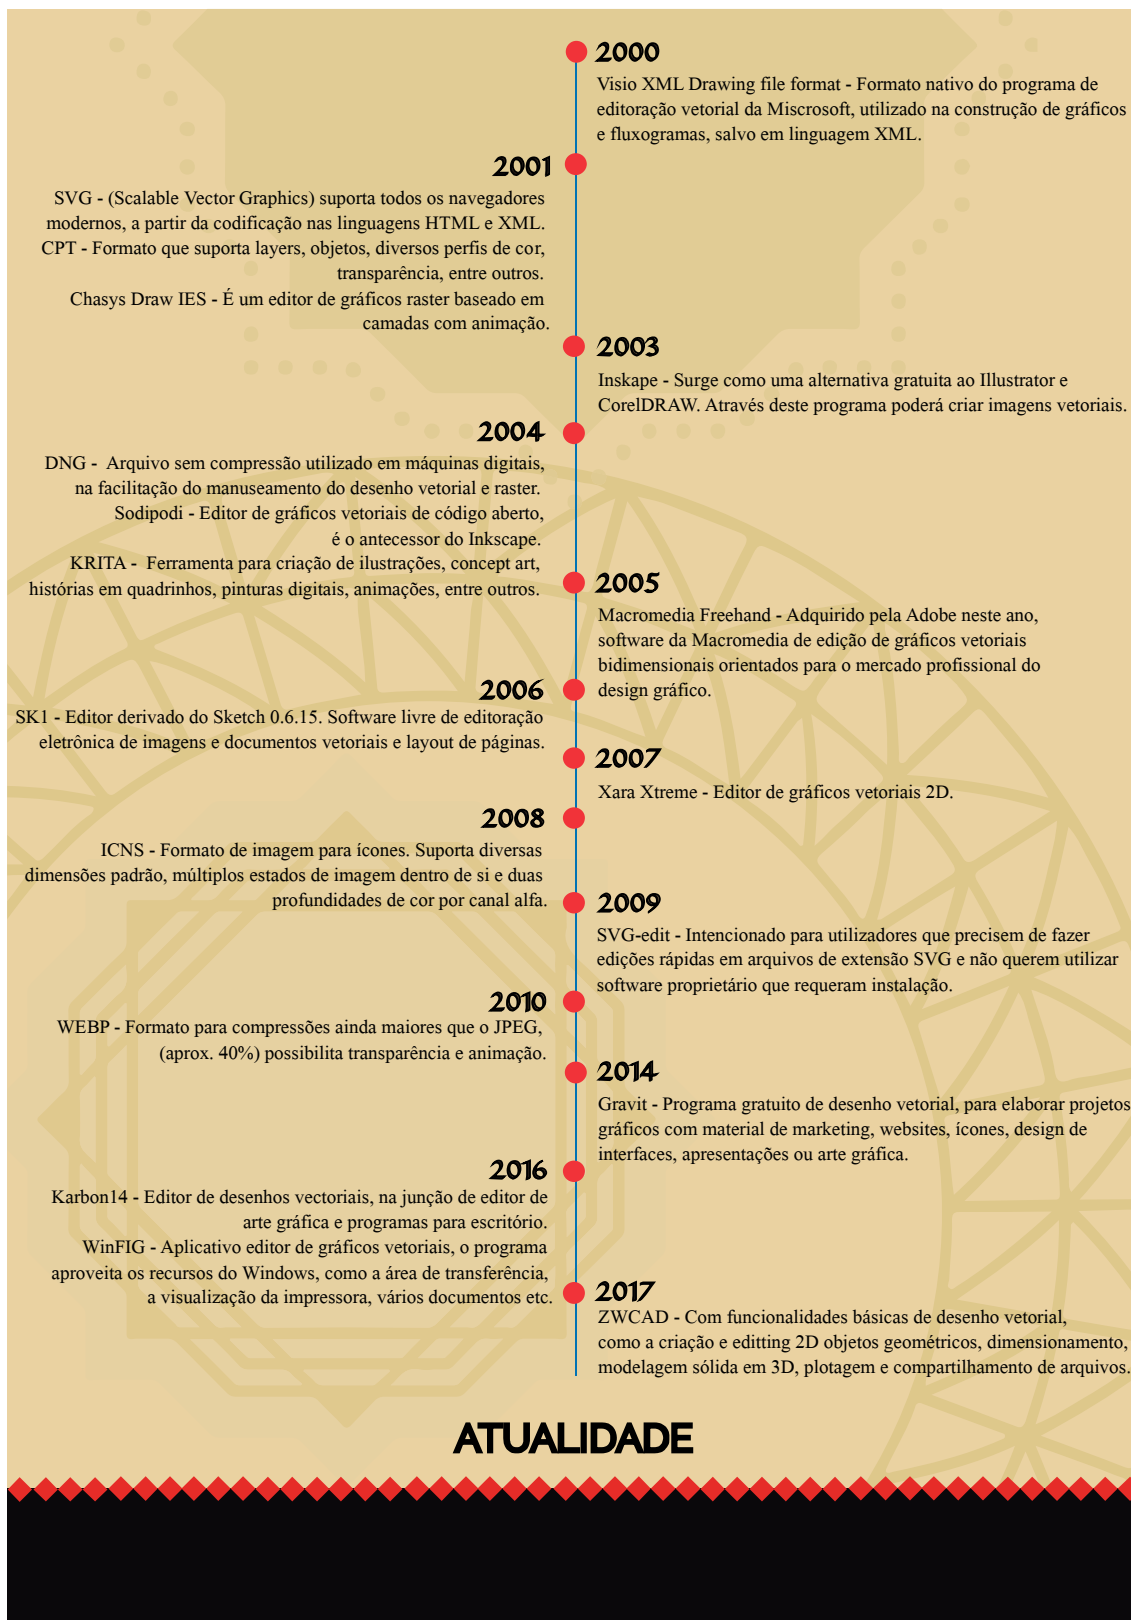 2000
Visio XML Drawing file format - Formato nativo do programa de
editoração vetorial da Miscrosoft, utilizado na construção de gráficos
e fluxogramas, salvo em linguagem XML.
2001
SVG - (Scalable Vector Graphics) suporta todos os navegadores
modernos, a partir da codificação nas linguagens HTML e XML.
CPT - Formato que suporta layers, objetos, diversos perfis de cor,
transparência, entre outros.
Chasys Draw IES - É um editor de gráficos raster baseado em
camadas com animação.
2003
Inskape - Surge como uma alternativa gratuita ao Illustrator e
CorelDRAW. Através deste programa poderá criar imagens vetoriais.
2004
DNG - Arquivo sem compressão utilizado em máquinas digitais,
na facilitação do manuseamento do desenho vetorial e raster.
Sodipodi - Editor de gráficos vetoriais de código aberto,
é o antecessor do Inkscape.
KRITA - Ferramenta para criação de ilustrações, concept art,
histórias em quadrinhos, pinturas digitais, animações, entre outros.
2005
Macromedia Freehand - Adquirido pela Adobe neste ano,
software da Macromedia de edição de gráficos vetoriais
bidimensionais orientados para o mercado profissional do
design gráfico.
2006
SK1 - Editor derivado do Sketch 0.6.15. Software livre de editoração
eletrônica de imagens e documentos vetoriais e layout de páginas.
2007
Xara Xtreme - Editor de gráficos vetoriais 2D.
2008
ICNS - Formato de imagem para ícones. Suporta diversas
dimensões padrão, múltiplos estados de imagem dentro de si e duas
profundidades de cor por canal alfa.
2009
SVG-edit - Intencionado para utilizadores que precisem de fazer
edições rápidas em arquivos de extensão SVG e não querem utilizar
software proprietário que requeram instalação.
2010
WEBP - Formato para compressões ainda maiores que o JPEG,
(aprox. 40%) possibilita transparência e animação.
2014
Gravit - Programa gratuito de desenho vetorial, para elaborar projetos
gráficos com material de marketing, websites, ícones, design de
interfaces, apresentações ou arte gráfica.
2016
Karbon14 - Editor de desenhos vectoriais, na junção de editor de
arte gráfica e programas para escritório.
WinFIG - Aplicativo editor de gráficos vetoriais, o programa
aproveita os recursos do Windows, como a área de transferência,
a visualização da impressora, vários documentos etc.
2017
ZWCAD - Com funcionalidades básicas de desenho vetorial,
como a criação e editting 2D objetos geométricos, dimensionamento,
modelagem sólida em 3D, plotagem e compartilhamento de arquivos.
ATUALIDADE